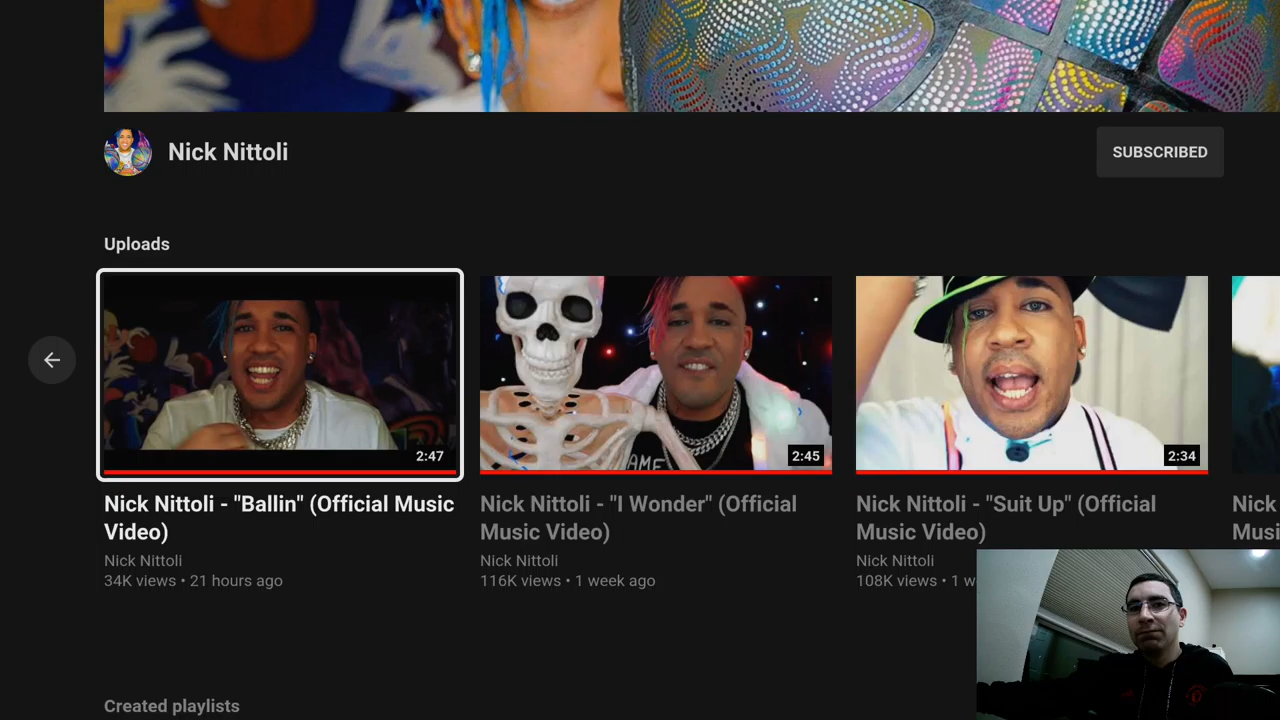 Nick Nittoli
SUBSCRIBED
Uploads
2:47
2:45
2:34
AME
Nick Nittoli - "Ballin" (Official Music
Video)
Nick Nittoli
34K views • 21 hours ago
Nick Nittoli - "I Wonder" (Official
Music Video)
Nick Nittoli
116K views • 1 week ago
Nick Nittoli - "Suit Up" (Official
Music Video)
Nick Nittoli
108K views • 1 w
Nick
Musi
Created playlists